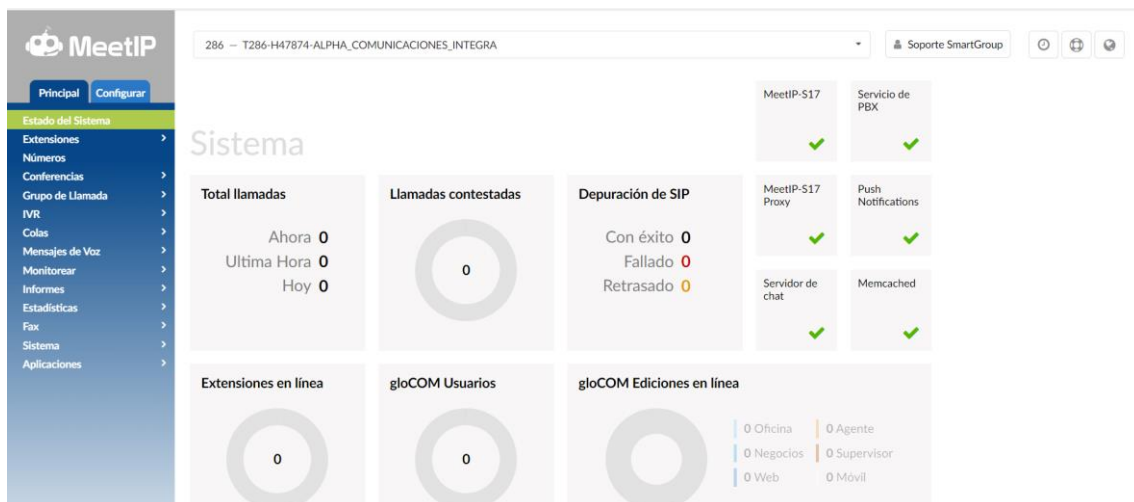 MeetIP
286 — T286-H47874-ALPHA_COMUNICACIONES_INTEGRA
Soporte SmartGroup
Principal
Configurar
Estado del Sistema
Extensiones
Números
Conferencias
Grupo de Llamada
IVR
Colas
Mensajes de Voz
Monitorear
Informes
Estadísticas
Fax
Sistema
Aplicaciones
Sistema
MeetIP-S17
Servicio de
PBX
Total llamadas
Ahora 0
Ultima Hora 0
Hoy 0
Llamadas contestadas
0
Depuración de SIP
Con éxito 0
Fallado 0
Retrasado 0
MeetIP-S17
Proxy
Push
Notifications
Servidor de
chat
Memcached
Extensiones en línea
0
gloCOM Usuarios
0
gloCOM Ediciones en línea
0 Oficina
0 Agente
0 Negocios
0 Supervisor
0 Web
0 Móvil